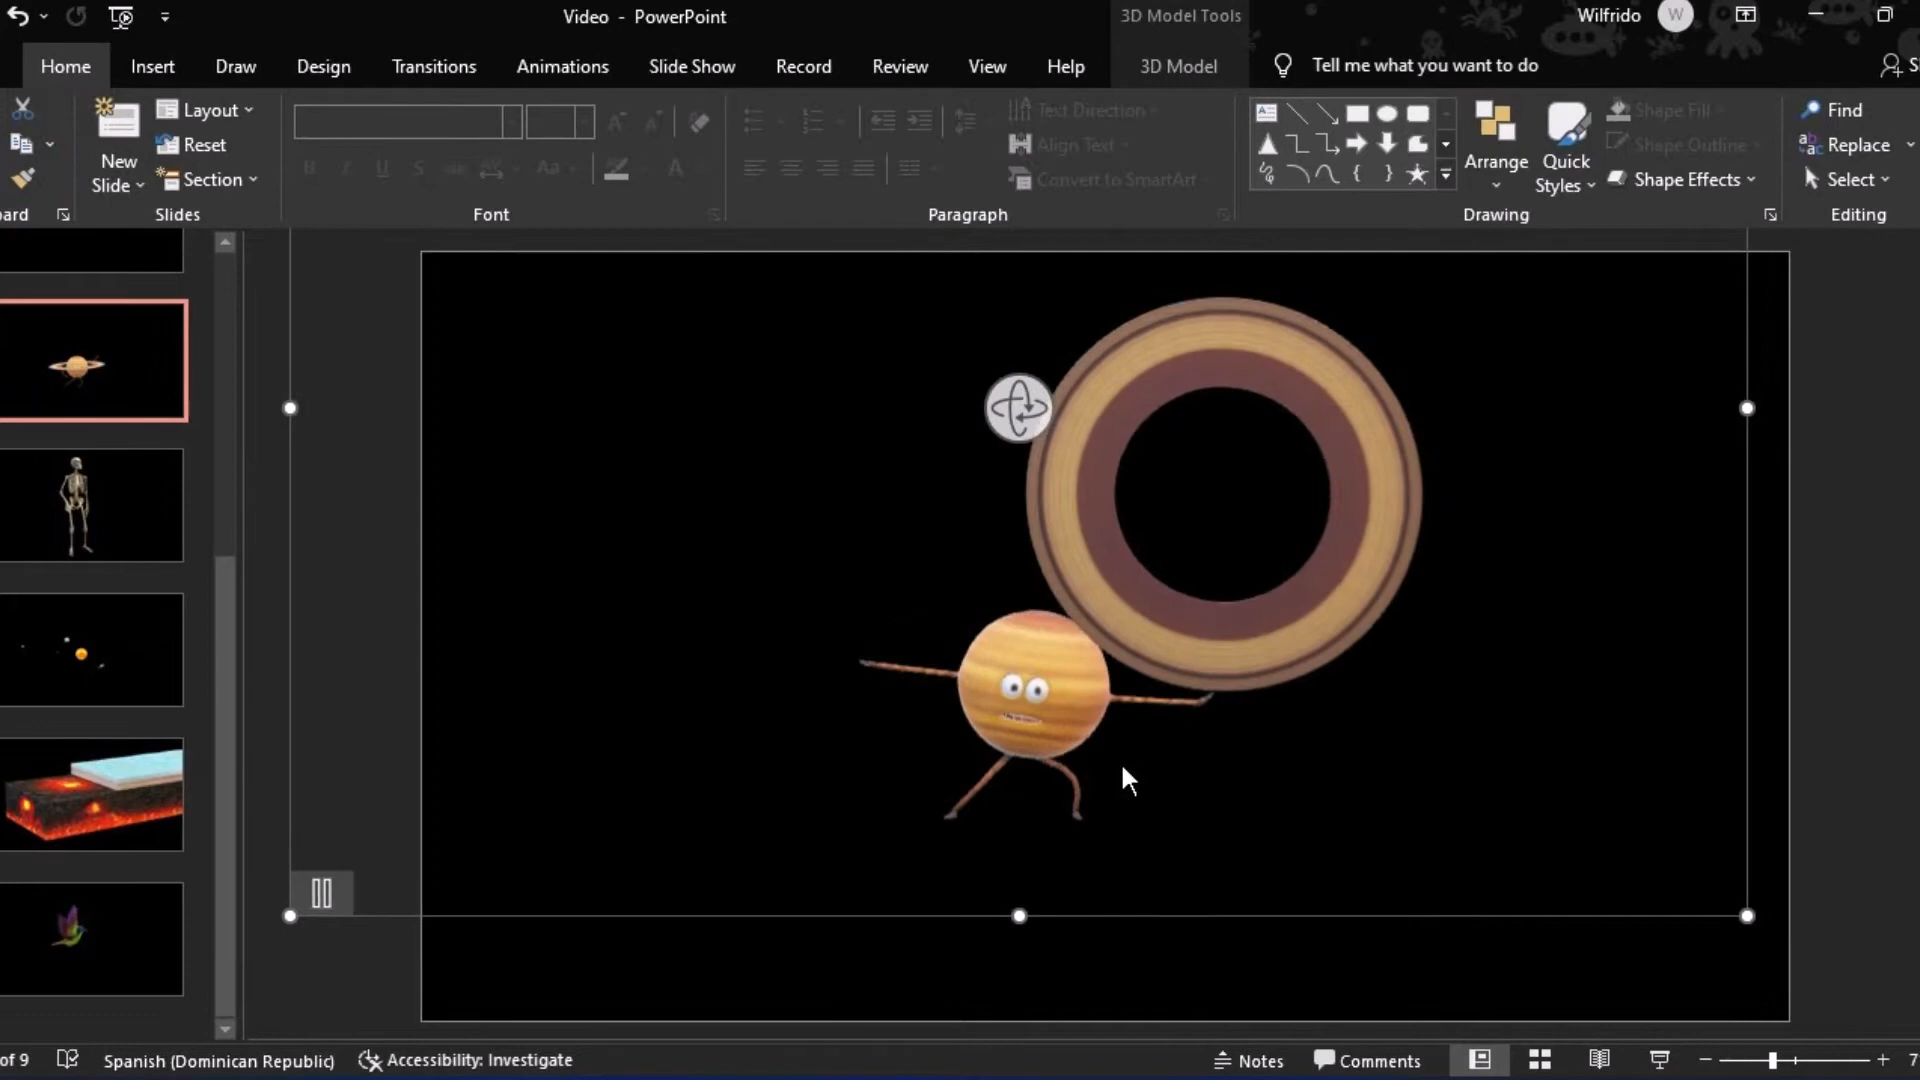 Video - PowerPoint
3D Model Tools
Wilfrido
W
Home
Insert
Draw
Design
Transitions
Animations
Slide Show
Record
Review
View
Help
3D Model
Tell me what you want to do
New
Slide
Layout
Reset
Section
Text Direction
Align Text
Convert to SmartArt
Arrange
Quick
Styles
Shape Fill
Shape Outline
Shape Effects
Find
Replace
Select
Slides
Font
Paragraph
Drawing
Editing
of 9
Spanish (Dominican Republic)
Accessibility: Investigate
Notes
Comments